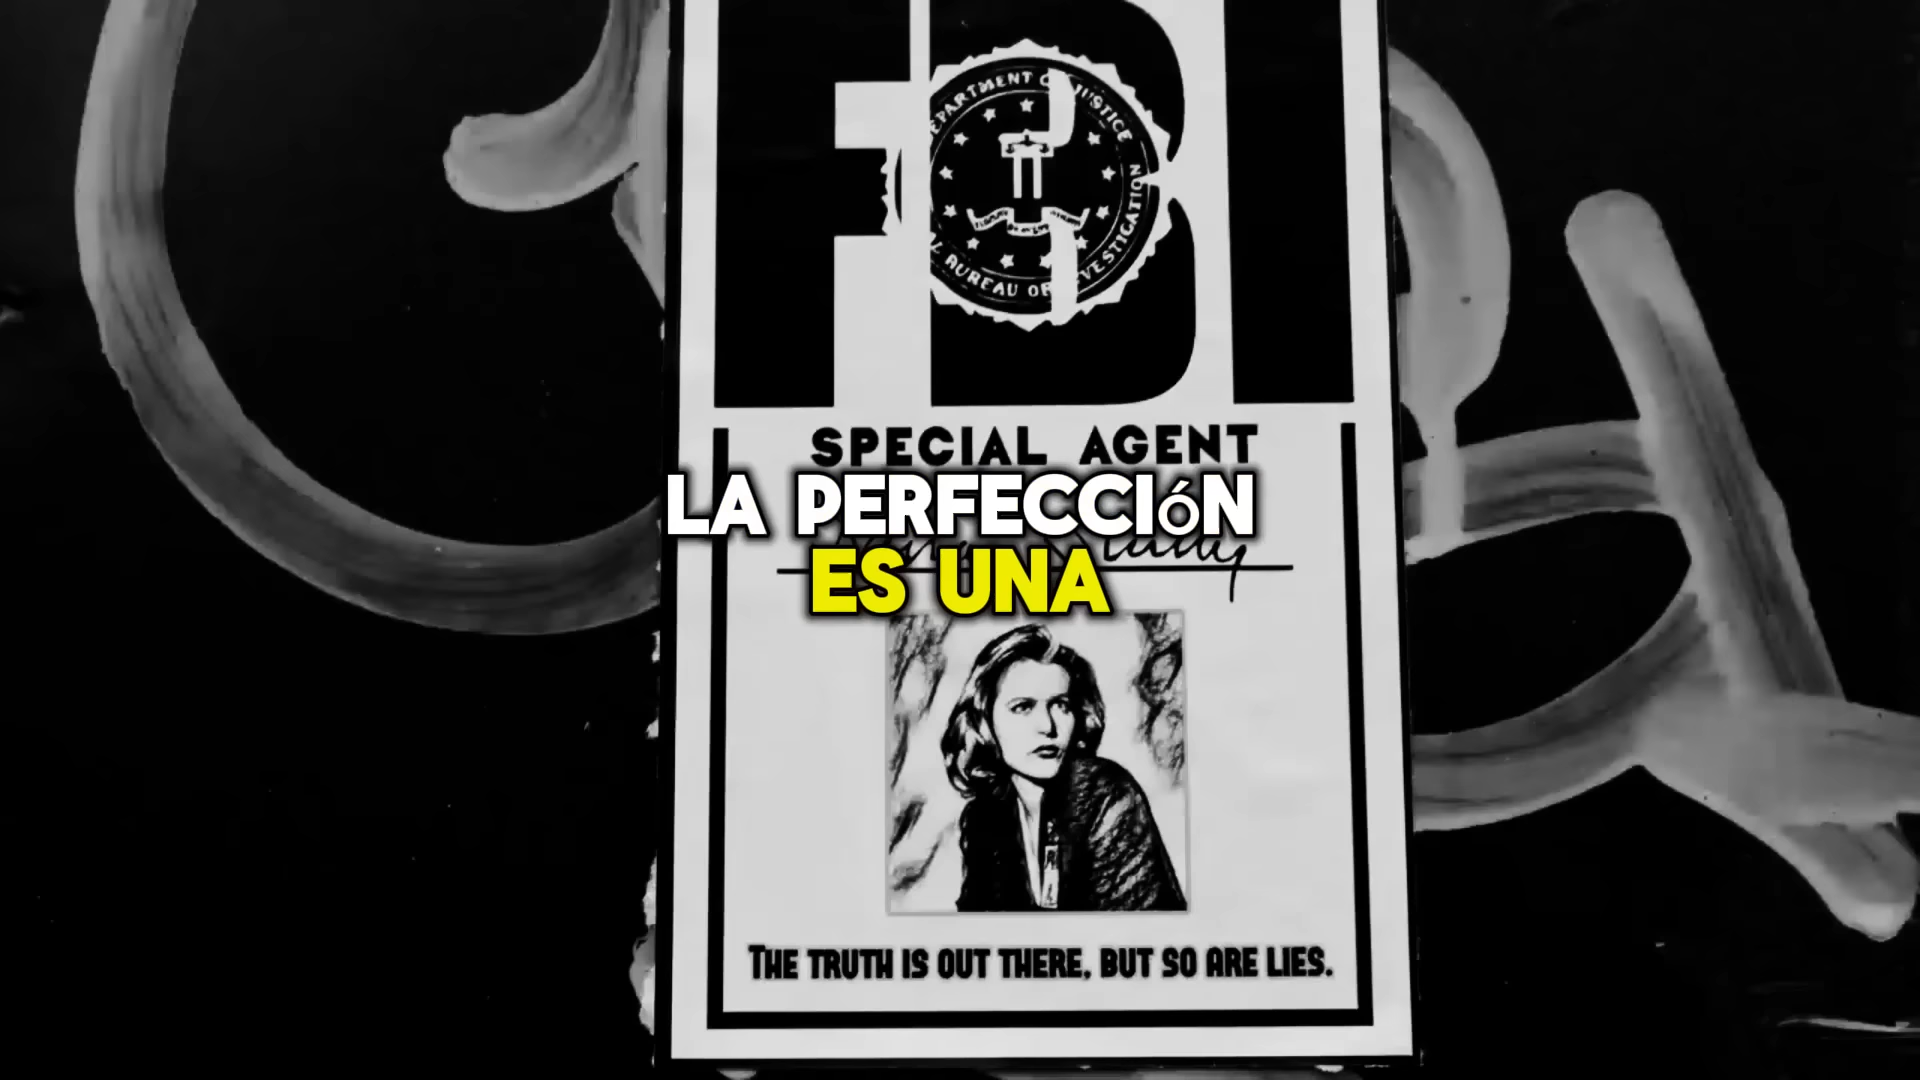 FBI
DEPARTMENT OF JUSTICE
BUREAU OF INVESTIGATION
SPECIAL AGENT
LA PERFECCIÓN
ES UNA
THE TRUTH IS OUT THERE, BUT SO ARE LIES.